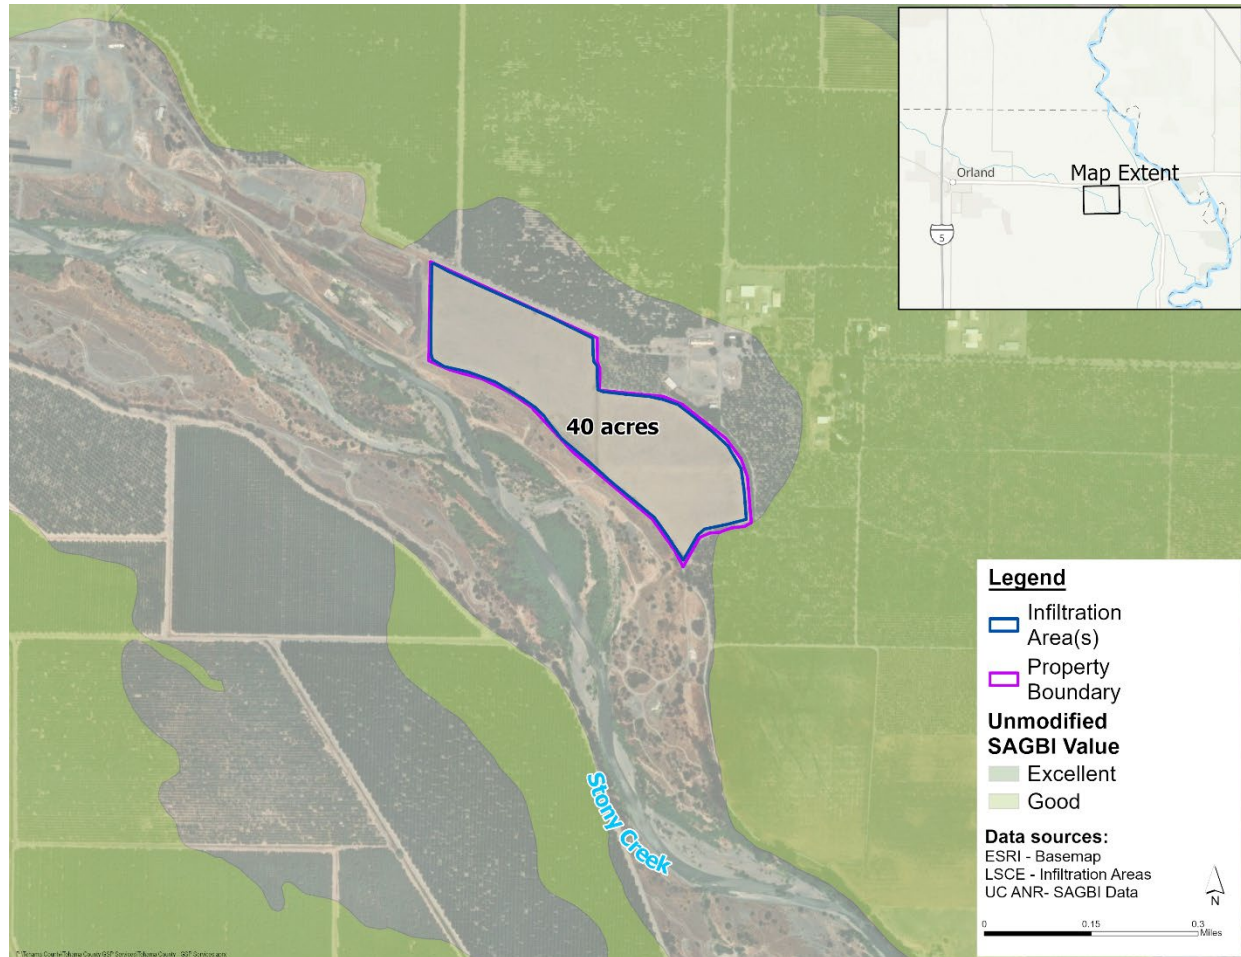 Orland
Map Extent
5
40 acres
Stony Creek
Legend
Infiltration
Area(s)
Property
Boundary
Unmodified
SAGBI Value
Excellent
Good
Data sources:
ESRI - Basemap
LSCE - Infiltration Areas
UC ANR- SAGBI Data
N
0
0.15
0.3
Miles